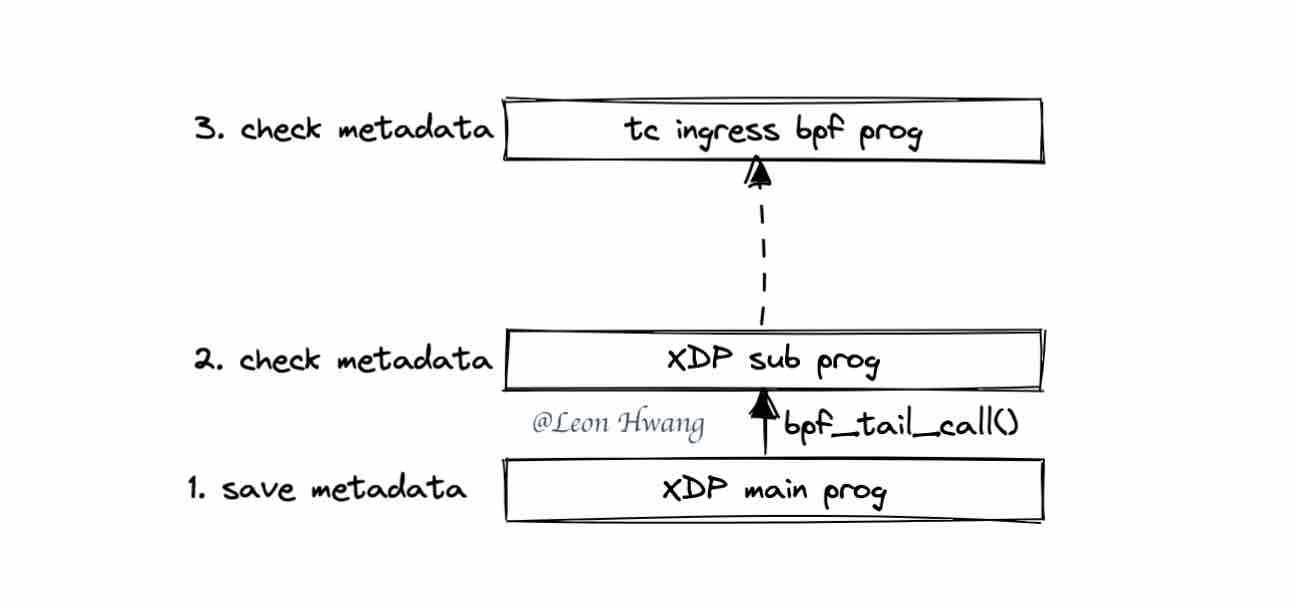 3. check metadata
tc ingress bpf prog
2. check metadata
XDP sub prog
@Leon Hwang
bpf_tail_call()
1. save metadata
XDP main prog